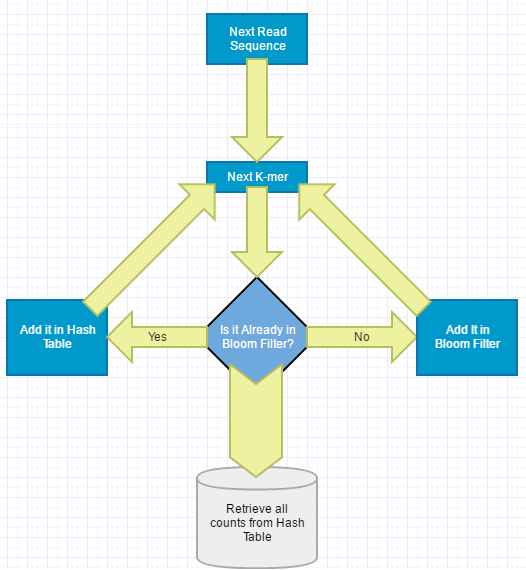 Next Read
Sequence
Next K-mer
Is it Already in
Bloom Filter?
Yes
No
Add it in Hash
Table
Add It in
Bloom Filter
Retrieve all
counts from Hash
Table